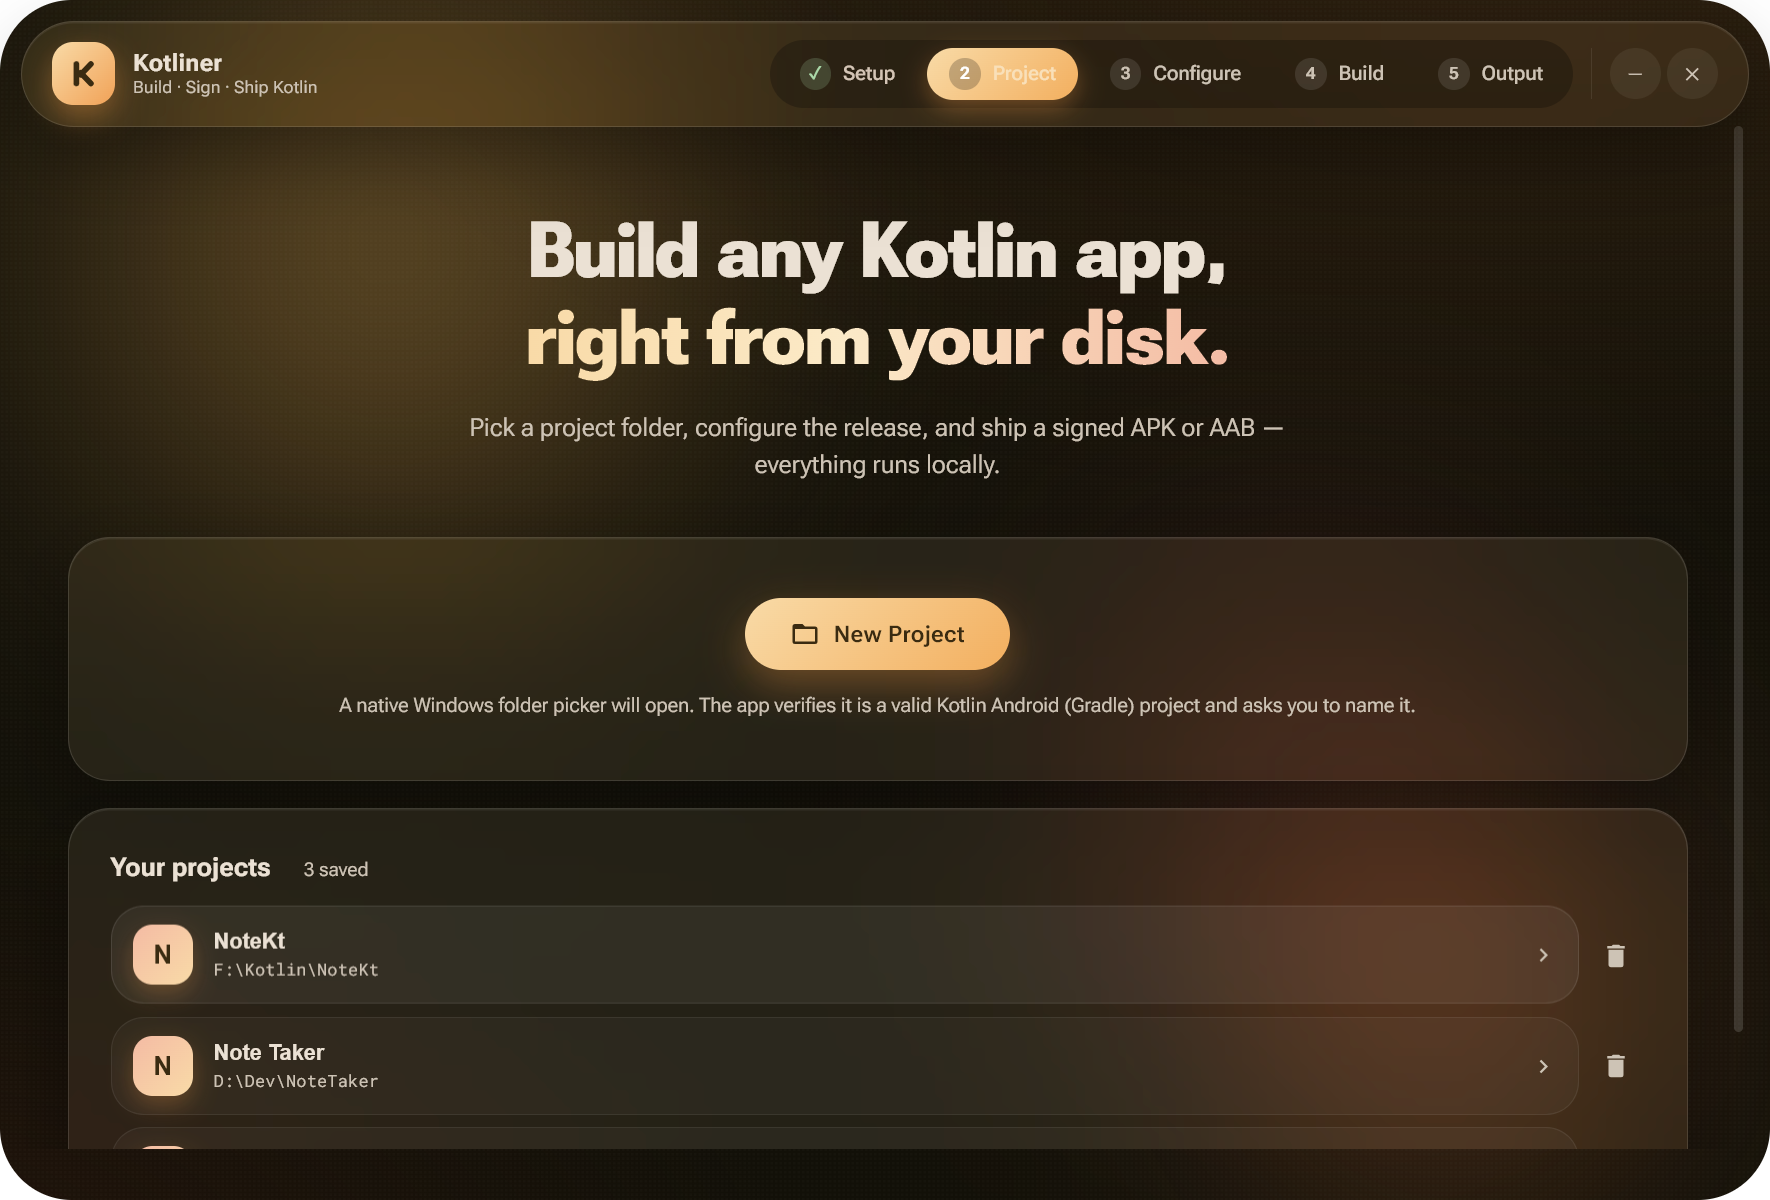 K
Kotliner
Build · Sign · Ship Kotlin
✓ Setup
2 Project
3 Configure
4 Build
5 Output
Build any Kotlin app,
right from your disk.
Pick a project folder, configure the release, and ship a signed APK or AAB —
everything runs locally.
New Project
A native Windows folder picker will open. The app verifies it is a valid Kotlin Android (Gradle) project and asks you to name it.
Your projects 3 saved
N
NoteKt
F:\Kotlin\NoteKt
N
Note Taker
D:\Dev\NoteTaker